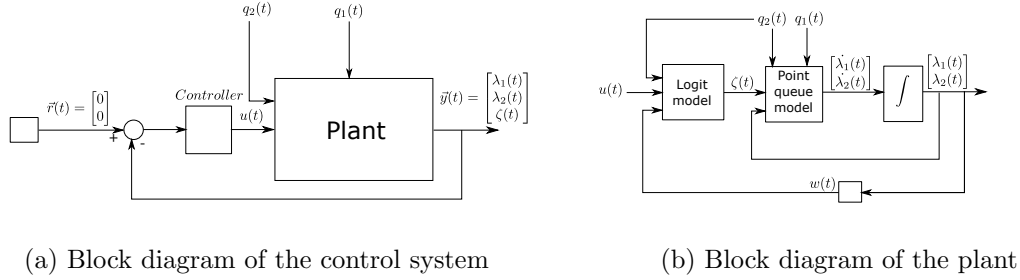 q₂(t)
q₁(t)
Controller
r⃗(t) = [0 0]
+
-
u(t)
Plant
y⃗(t) = [λ₁(t) λ₂(t) ζ(t)]
(a) Block diagram of the control system
q₂(t) q₁(t)
u(t)
Logit
model
ζ(t)
Point
queue
model
[λ̇₁(t) λ̇₂(t)]
∫
[λ₁(t) λ₂(t)]
w(t)
(b) Block diagram of the plant